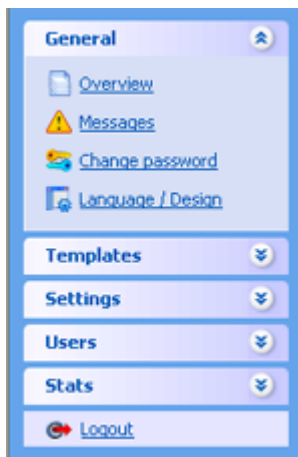 General
Overview
Messages
Change password
Language / Design
Templates
Settings
Users
Stats
Logout